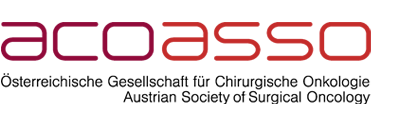 acoasso
Österreichische Gesellschaft für Chirurgische Onkologie
Austrian Society of Surgical Oncology